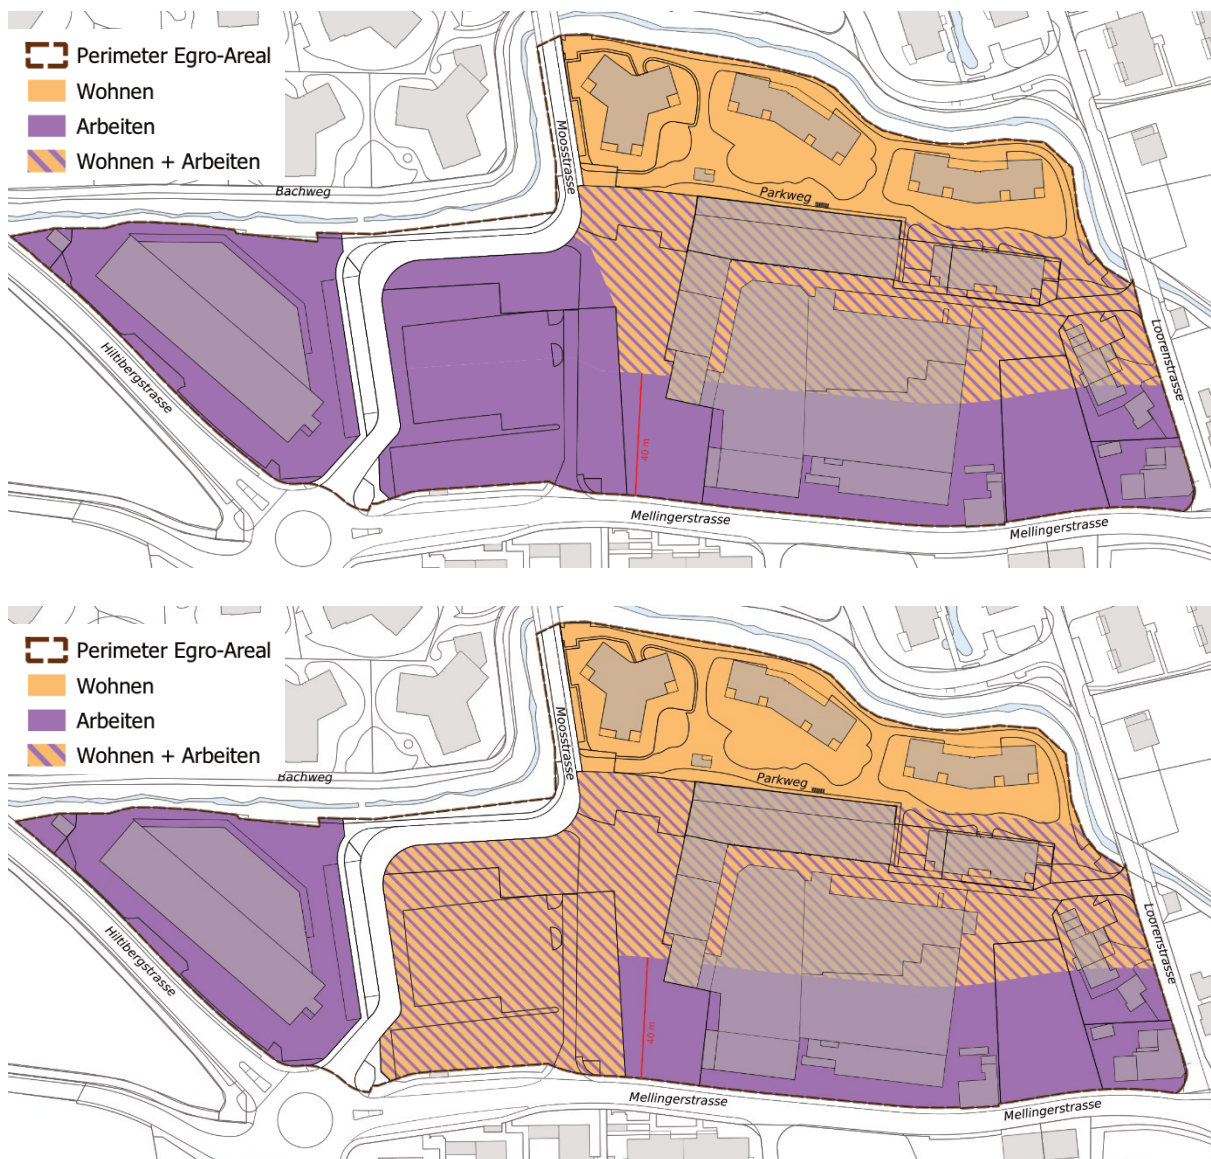 Perimeter Egro-Areal
Wohnen
Arbeiten
Wohnen + Arbeiten
Bachweg
Moosstrasse
Parkweg
Hiltibergstrasse
Loorenstrasse
40 m
Mellingerstrasse
Mellingerstrasse
Perimeter Egro-Areal
Wohnen
Arbeiten
Wohnen + Arbeiten
Bachweg
Moosstrasse
Parkweg
Hiltibergstrasse
Loorenstrasse
40 m
Mellingerstrasse
Mellingerstrasse